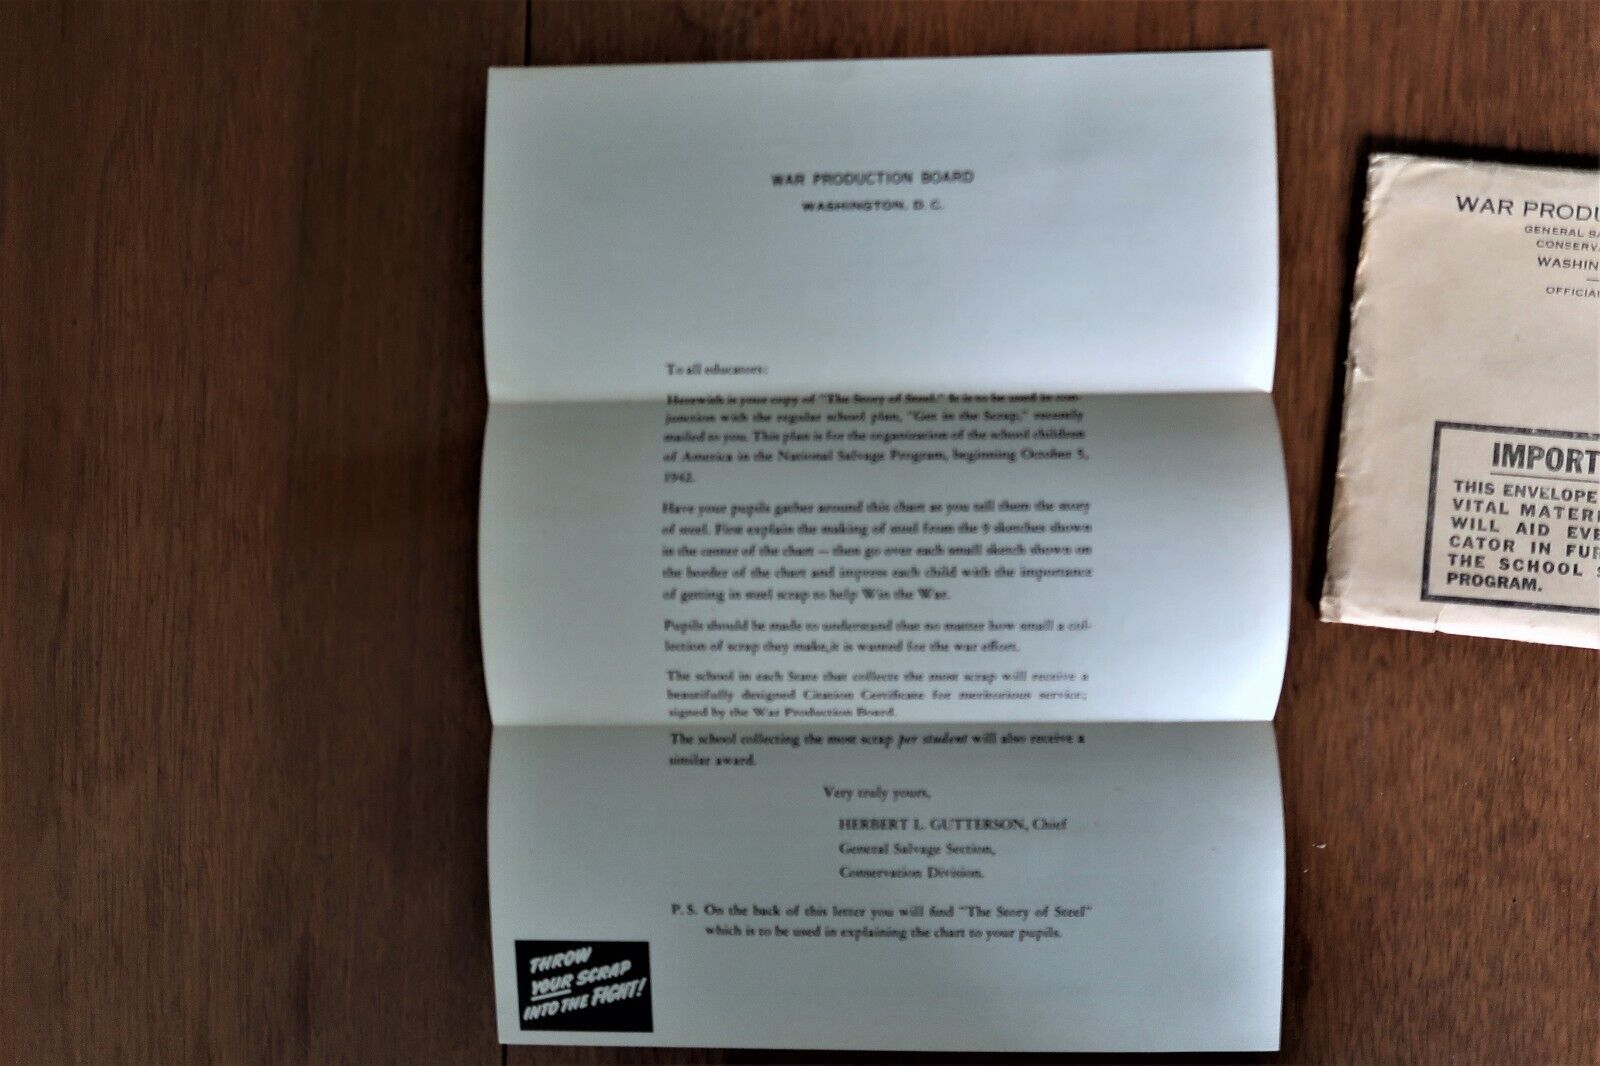 WAR PRODUCTION BOARD
WASHINGTON, D. C.
To all educators:
Herewith is your copy of "The Story of Steel." It is to be used in con-
junction with the regular school plan, "Get in the Scrap," recently
mailed to you. This plan is for the organization of the school children
of America in the National Salvage Program, beginning October 5,
1942.
Have your pupils gather around this chart as you tell them the story
of steel. First explain the making of steel from the 9 sketches shown
in the center of the chart — then go over each small sketch shown on
the border of the chart and impress each child with the importance
of getting in steel scrap to help Win the War.
Pupils should be made to understand that no matter how small a col-
lection of scrap they make, it is wanted for the war effort.
The school in each State that collects the most scrap will receive a
beautifully designed Citation Certificate for meritorious service;
signed by the War Production Board.
The school collecting the most scrap per student will also receive a
similar award.
Very truly yours,
HERBERT L. GUTTERSON, Chief
General Salvage Section,
Conservation Division.
P. S. On the back of this letter you will find "The Story of Steel"
which is to be used in explaining the chart to your pupils.
THROW
YOUR SCRAP
INTO THE FIGHT!
WAR PRODU
GENERAL SA
CONSERV
WASHIN
OFFICIA
IMPORT
THIS ENVELOPE
VITAL MATERI
WILL AID EVE
CATOR IN FUR
THE SCHOOL S
PROGRAM.